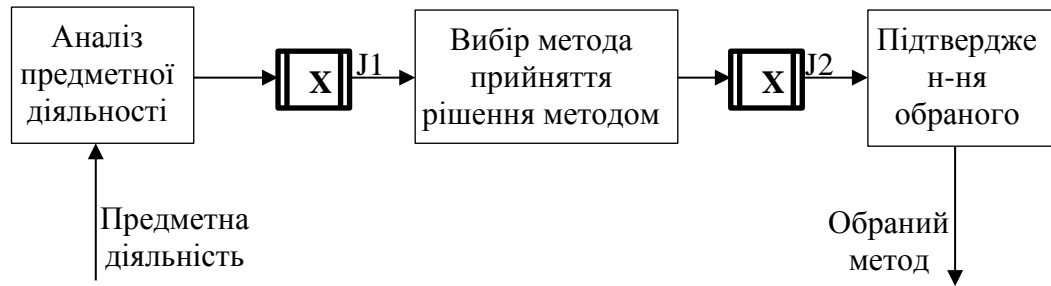 Аналіз
предметної
діяльності
X
J1
Вибір метода
прийняття
рішення методом
X
J2
Підтвердже
н-ня
обраного
Предметна
діяльність
Обраний
метод